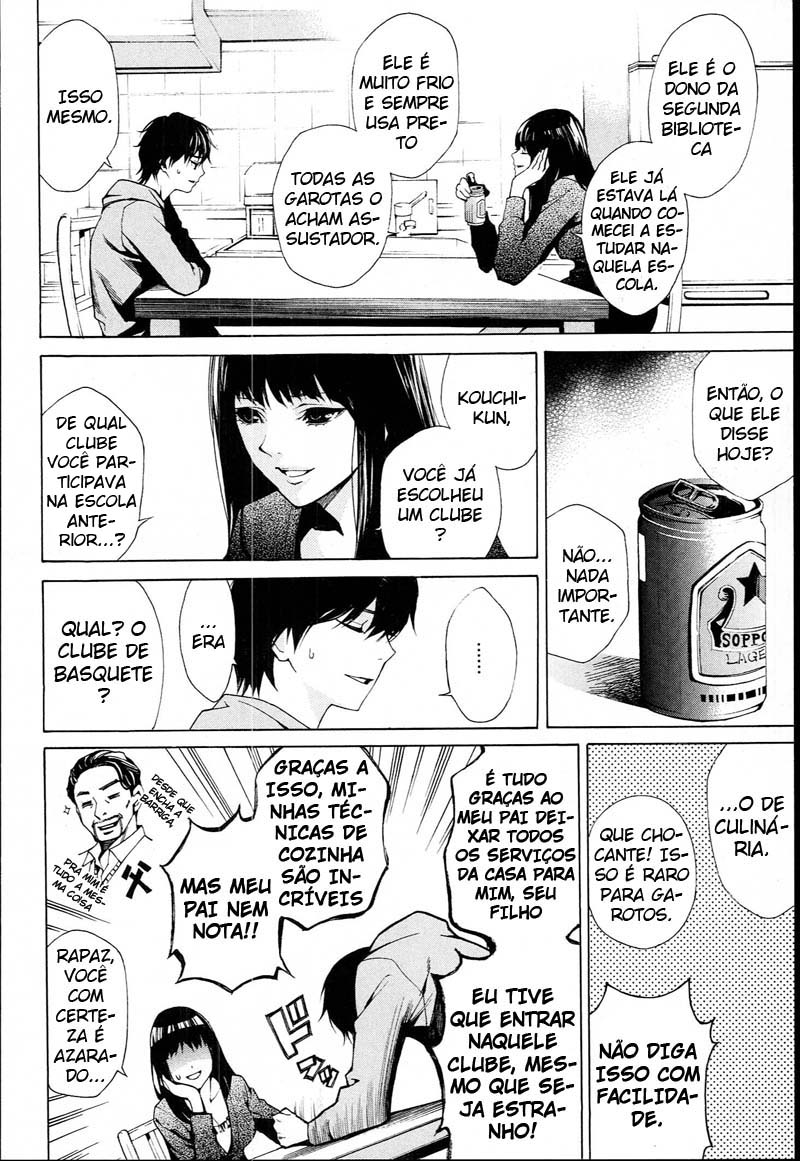 ELE É O
DONO DA
SEGUNDA
BIBLIOTE-
CA
ELE JÁ
ESTAVA LÁ
QUANDO CO-
MECEI A ES-
TUDAR NA-
QUELA ES-
COLA.
ELE É
MUITO FRIO
E SEMPRE
USA PRE-
TO
TODAS AS
GAROTAS O
ACHAM AS-
SUSTADOR.
ISSO
MESMO.
ENTÃO, O
QUE ELE
DISSE
HOJE?
NÃO...
NADA
IMPOR-
TANTE.
SOPPO
LAGE
KOUCHI-
KUN,
VOCÊ JÁ
ESCOLHEU
UM CLUBE?
DE QUAL
CLUBE
VOCÊ PAR-
TICIPAVA
NA ESCOLA
ANTE-
RIOR...?
......
...
ERA
QUAL? O
CLUBE DE
BASQUETE
?
...O DE
CULINÁ-
RIA.
QUE CHO-
CANTE! IS-
SO É RARO
PARA GA-
ROTOS.
NÃO DIGA
ISSO COM
FACILIDA-
DE.
É TUDO
GRAÇAS AO
MEU PAI DEI-
XAR TODOS
OS SERVIÇOS
DA CASA PARA
MIM, SEU
FILHO
EU TIVE
QUE ENTRAR
NAQUELE
CLUBE, MES-
MO QUE SE-
JA ESTRA-
NHO!
GRAÇAS A
ISSO, MI-
NHAS TÉC-
NICAS DE
COZINHA
SÃO IN-
CRÍVEIS
MAS MEU
PAI NEM
NOTA!!
DESDE QUE
ENCHA A
BARRIGA,
PRA MIM É
TUDO A MES-
MA COISA
RAPAZ,
VOCÊ
COM
CERTE-
ZA É
AZARA-
DO...